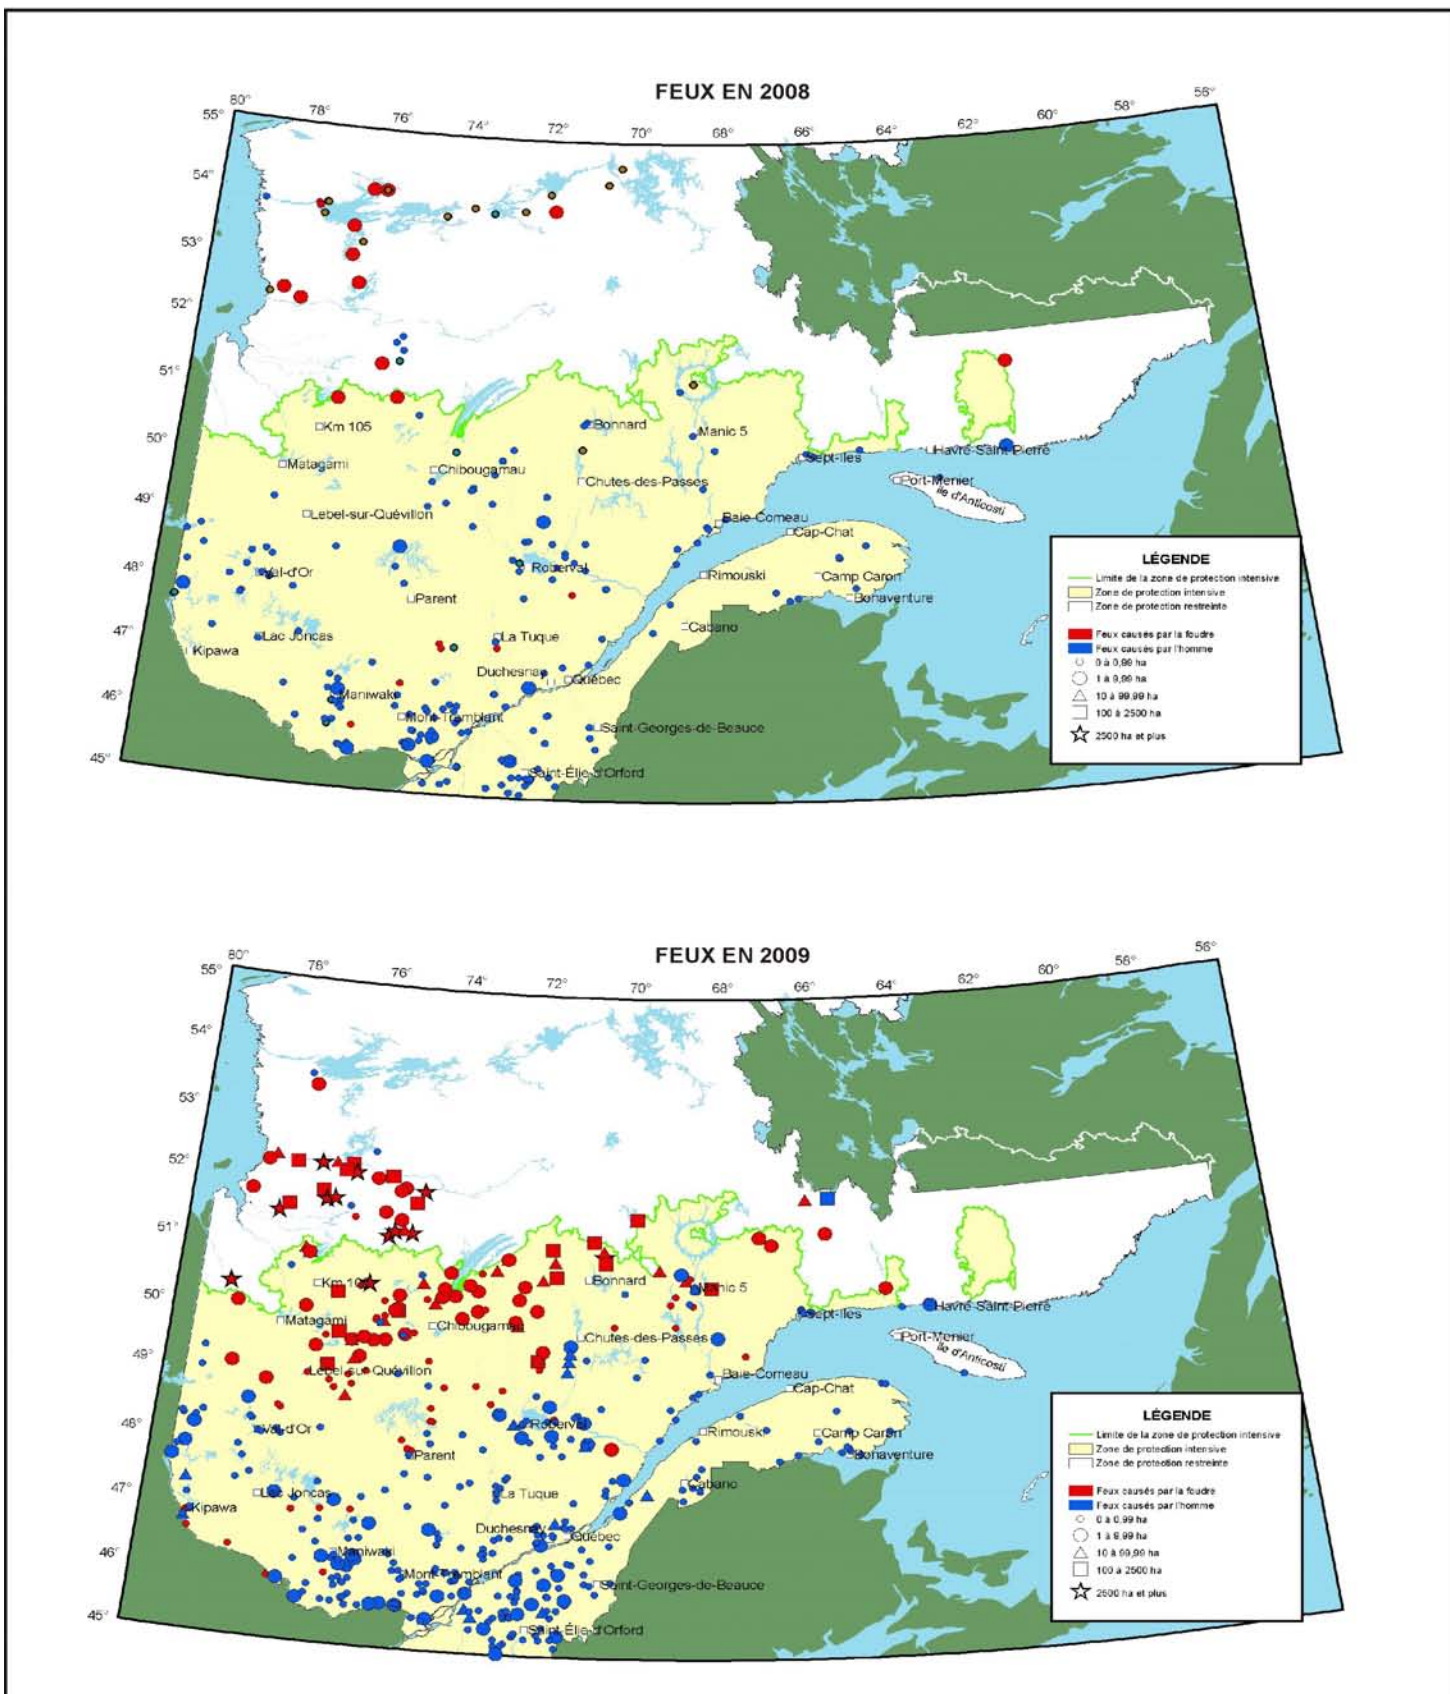 FEUX EN 2008
80°
78°
76°
74°
72°
70°
68°
66°
64°
62°
60°
58°
56°
55°
54°
53°
52°
51°
50°
49°
48°
47°
46°
45°
Km 105
Bonnard
Manic 5
Matagami
Chibougamau
Chutes-des-Passes
Sept-Iles
Havre-Saint-Pierre
Port-Menier
Ile d'Anticosti
Lebel-sur-Quévillon
Baie-Comeau
Cap-Chat
Val-d'Or
Roberval
Rimouski
Camp Caron
Parent
Bonaventure
Lac Joncas
La Tuque
Cabano
Kipawa
Duchesnay
Québec
Maniwaki
Mont-Tremblant
Saint-Georges-de-Beauce
Saint-Élie-d'Orford
LÉGENDE
Limite de la zone de protection intensive
Zone de protection intensive
Zone de protection restreinte
Feux causés par la foudre
Feux causés par l'homme
0 à 0,99 ha
1 à 9,99 ha
10 à 99,99 ha
100 à 2500 ha
2500 ha et plus
FEUX EN 2009
80°
78°
76°
74°
72°
70°
68°
66°
64°
62°
60°
58°
56°
55°
54°
53°
52°
51°
50°
49°
48°
47°
46°
45°
Km 105
Bonnard
Manic 5
Matagami
Chibougamau
Chutes-des-Passes
Sept-Iles
Havre-Saint-Pierre
Port-Menier
Ile d'Anticosti
Lebel-sur-Quévillon
Baie-Comeau
Cap-Chat
Val-d'Or
Roberval
Rimouski
Camp Caron
Parent
Bonaventure
Lac Joncas
La Tuque
Cabano
Kipawa
Duchesnay
Québec
Maniwaki
Mont-Tremblant
Saint-Georges-de-Beauce
Saint-Élie-d'Orford
LÉGENDE
Limite de la zone de protection intensive
Zone de protection intensive
Zone de protection restreinte
Feux causés par la foudre
Feux causés par l'homme
0 à 0,99 ha
1 à 9,99 ha
10 à 99,99 ha
100 à 2500 ha
2500 ha et plus